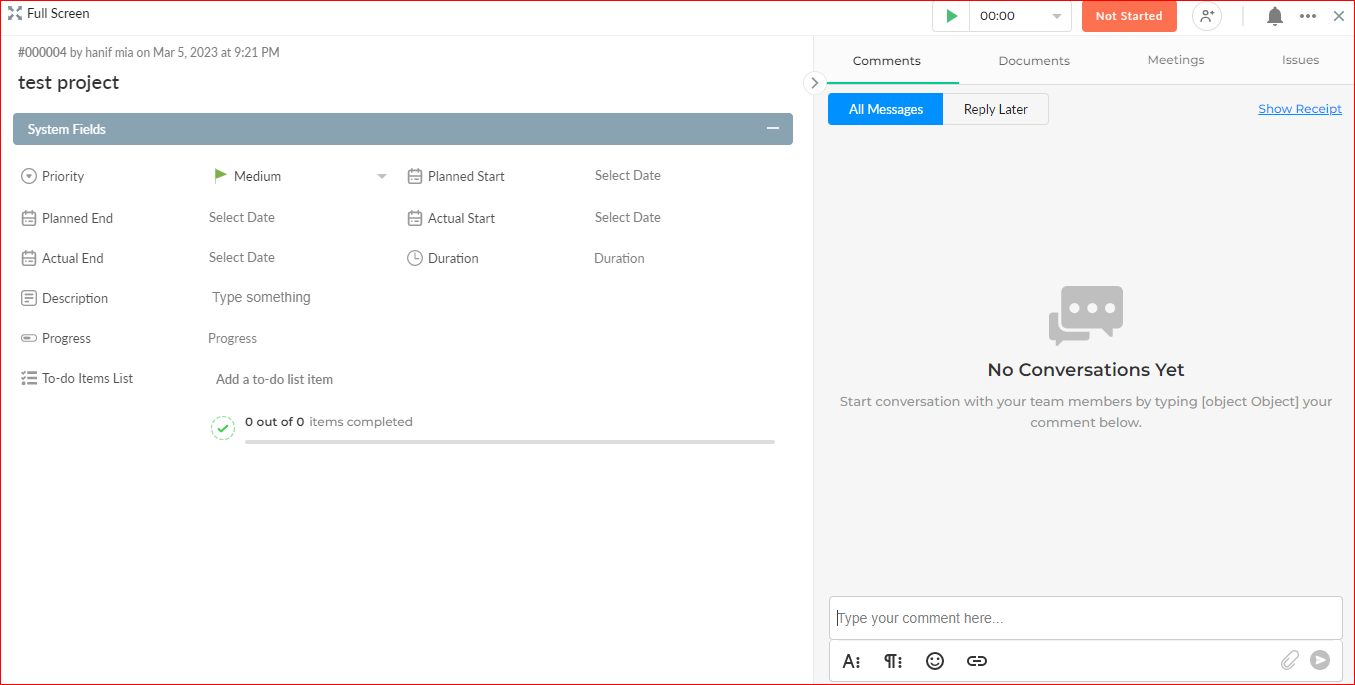 Full Screen
00:00
Not Started
#000004 by hanif mia on Mar 5, 2023 at 9:21 PM
test project
System Fields
Priority
Medium
Planned Start
Select Date
Planned End
Select Date
Actual Start
Select Date
Actual End
Select Date
Duration
Duration
Description
Type something
Progress
Progress
To-do Items List
Add a to-do list item
0 out of 0 items completed
Comments
Documents
Meetings
Issues
All Messages
Reply Later
Show Receipt
No Conversations Yet
Start conversation with your team members by typing [object Object] your
comment below.
Type your comment here...